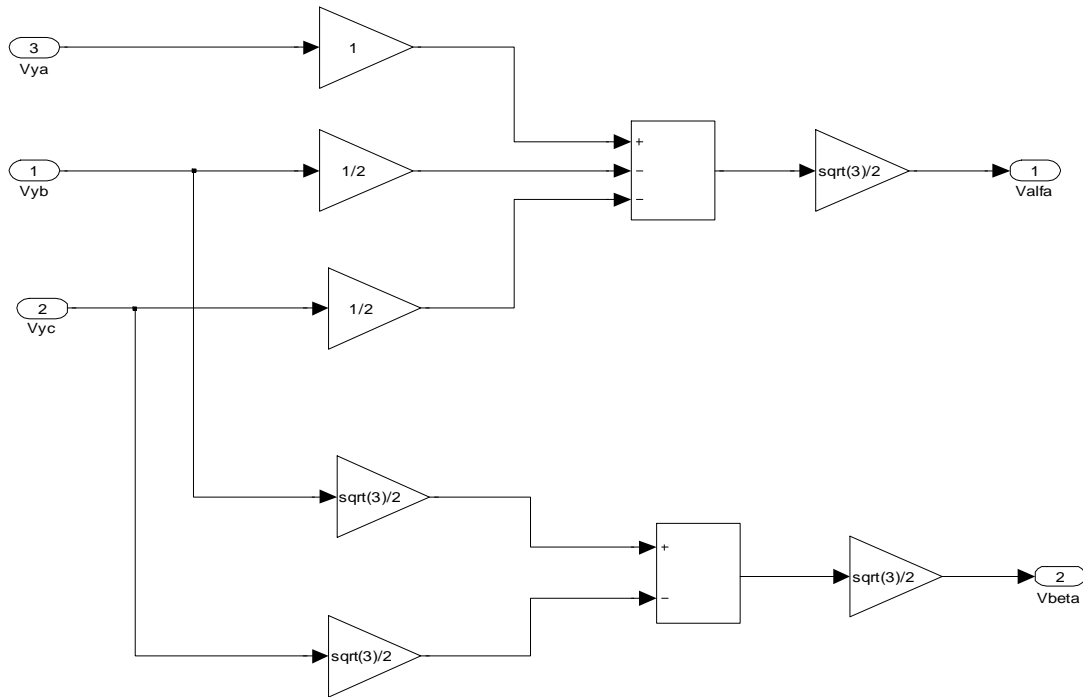 3
Vya
1
+
−
−
1
Vyb
1/2
sqrt(3)/2
1
Valfa
2
Vyc
1/2
sqrt(3)/2
+
−
sqrt(3)/2
2
Vbeta
sqrt(3)/2